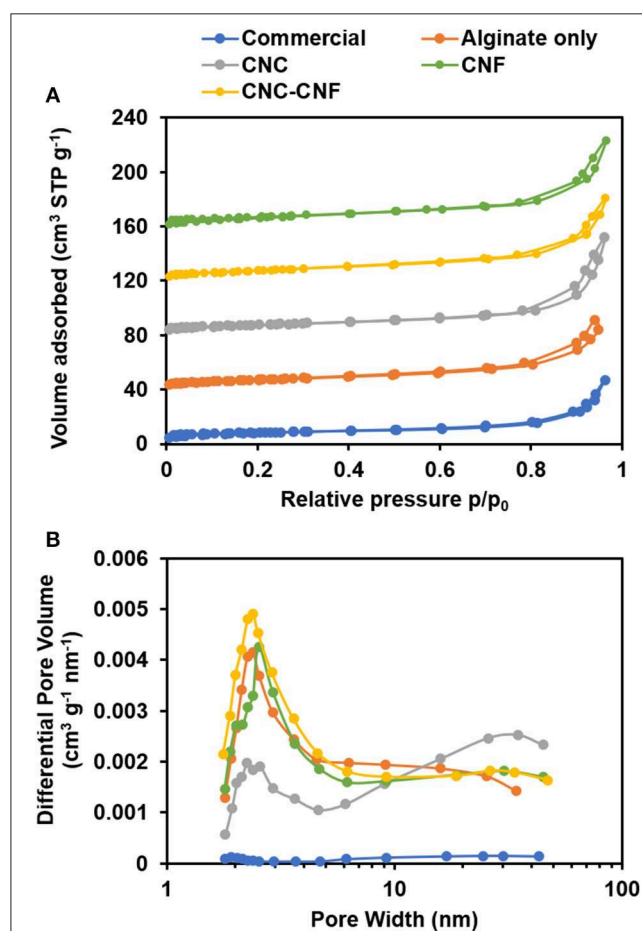 Commercial Alginate only
CNC CNF
CNC-CNF
A
Volume adsorbed (cm³ STP g⁻¹)
240
200
160
120
80
40
0
0 0.2 0.4 0.6 0.8 1
Relative pressure p/p₀
B
Differential Pore Volume
(cm³ g⁻¹ nm⁻¹)
0.006
0.005
0.004
0.003
0.002
0.001
0
1 10 100
Pore Width (nm)